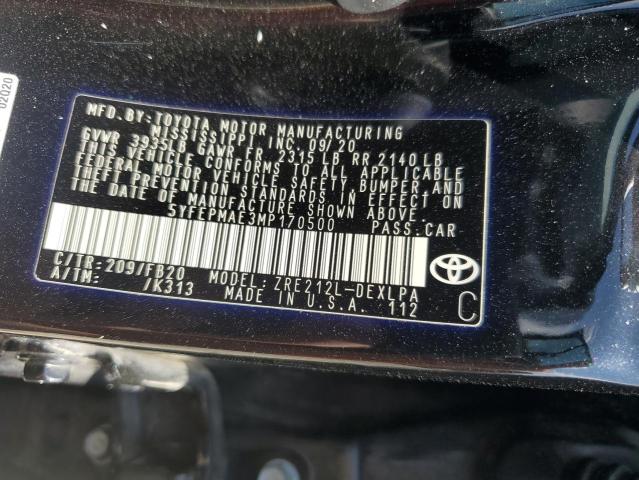 MFD.BY:TOYOTA MOTOR MANUFACTURING
MISSISSIPPI, INC. 09/20
GVWR 3935LB GAWR FR 2315 LB RR 2140 LB
THIS VEHICLE CONFORMS TO ALL APPLICABLE
FEDERAL MOTOR VEHICLE SAFETY, BUMPER, AND
THEFT PREVENTION STANDARDS IN EFFECT ON
THE DATE OF MANUFACTURE SHOWN ABOVE.
5YFEPMAE3MP170500 PASS.CAR
C/TR:209/FB20 MODEL:ZRE212L-DEXLPA
A/TM: /K313 MADE IN U.S.A. 112
C
02020